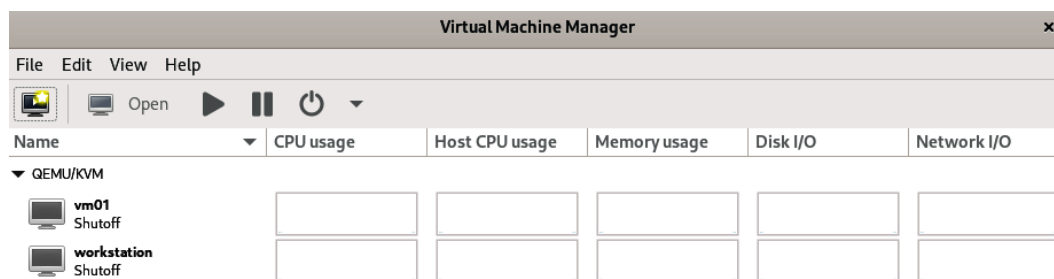 Virtual Machine Manager ×
File Edit View Help
Open
Name CPU usage Host CPU usage Memory usage Disk I/O Network I/O
QEMU/KVM
vm01
Shutoff
workstation
Shutoff